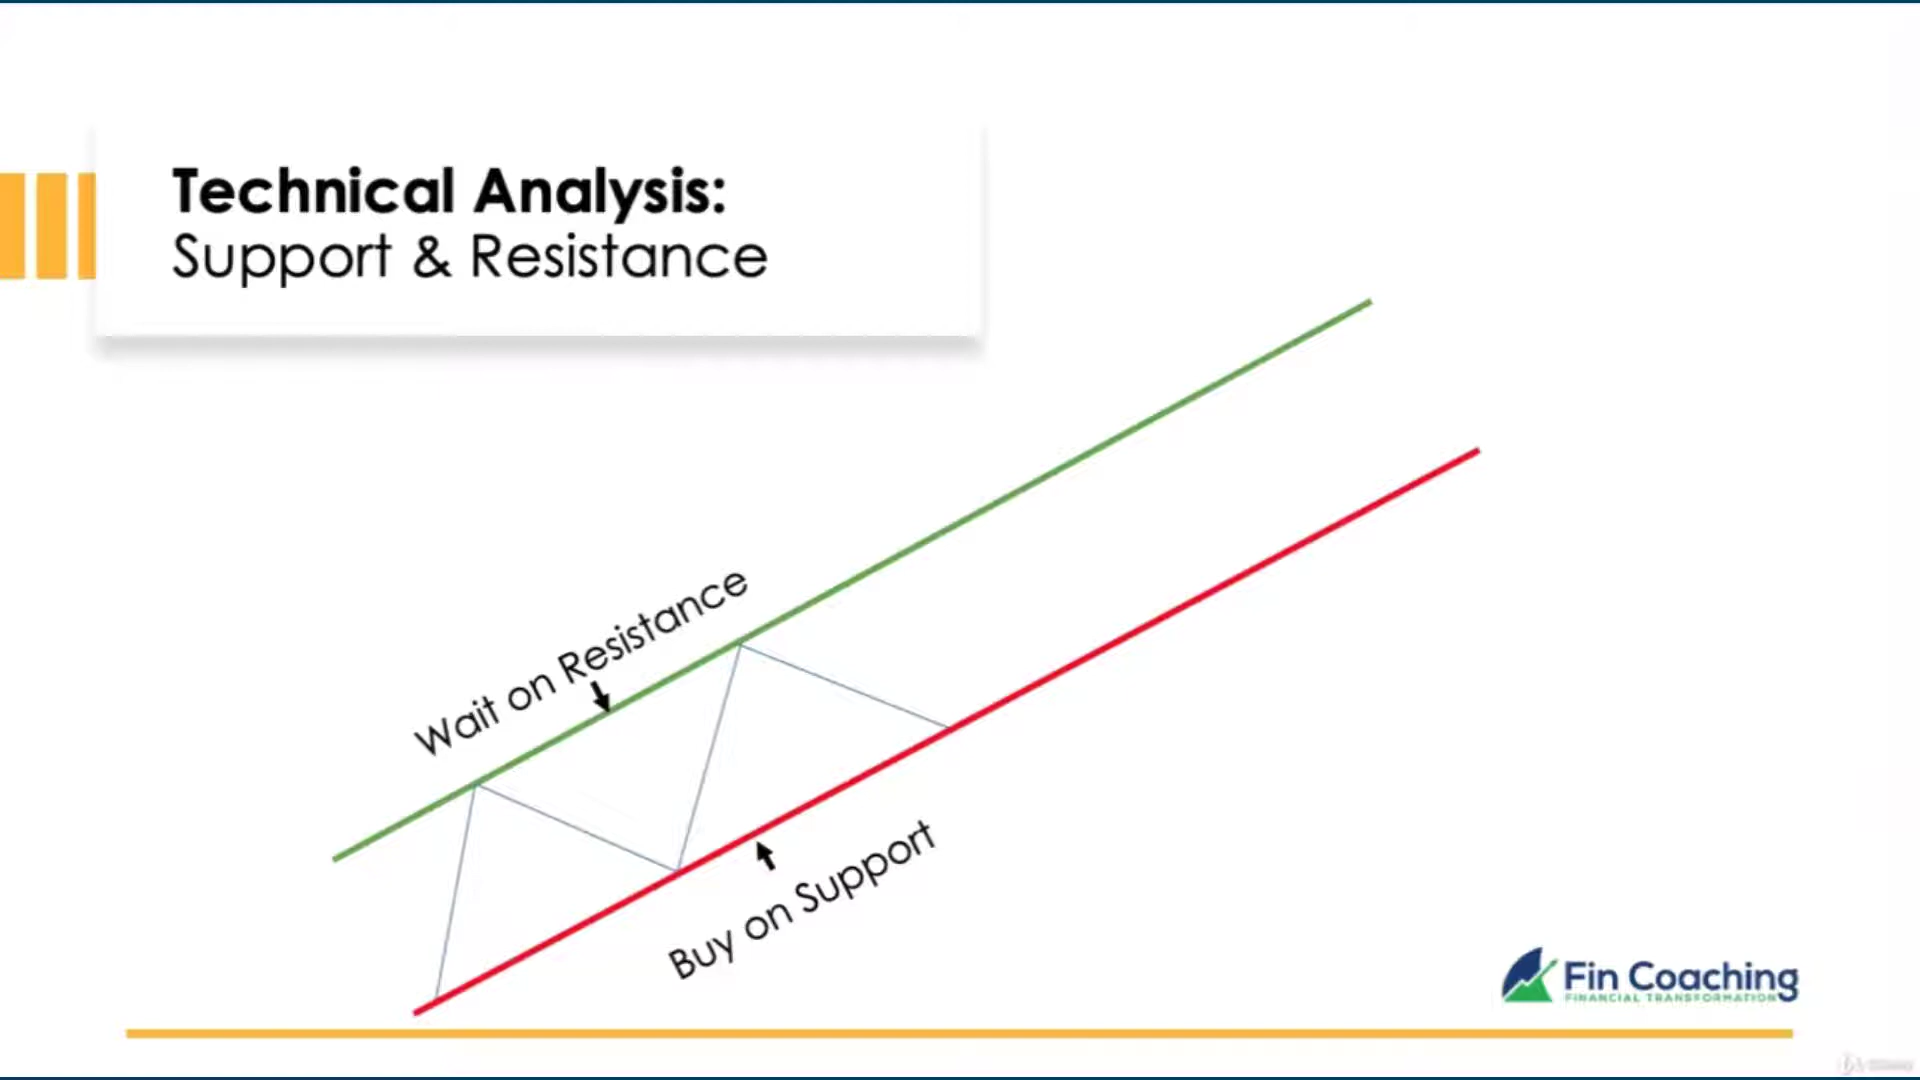 Technical Analysis:
Support & Resistance
Wait on Resistance
Buy on Support
Fin Coaching
FINANCIAL TRANSFORMATION